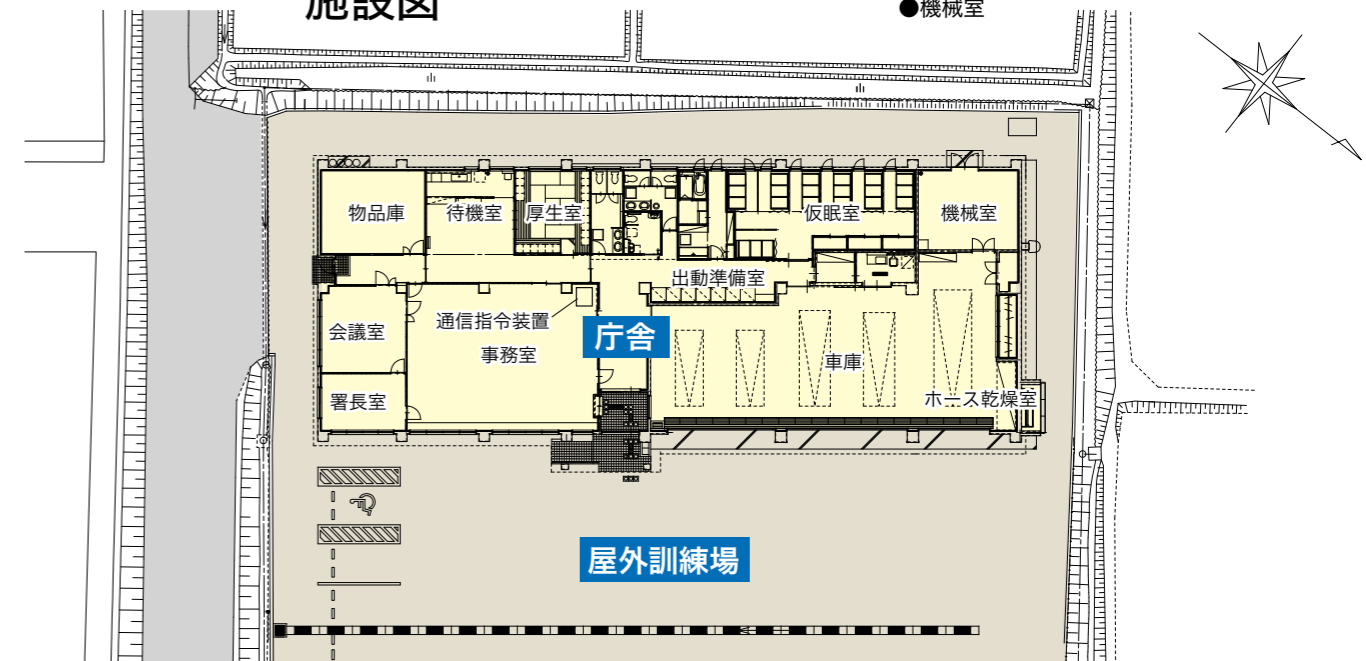 施設図
●機械室
物品庫
待機室
厚生室
仮眠室
機械室
出動準備室
会議室
通信指令装置
事務室
庁舎
車庫
署長室
ホース乾燥室
屋外訓練場